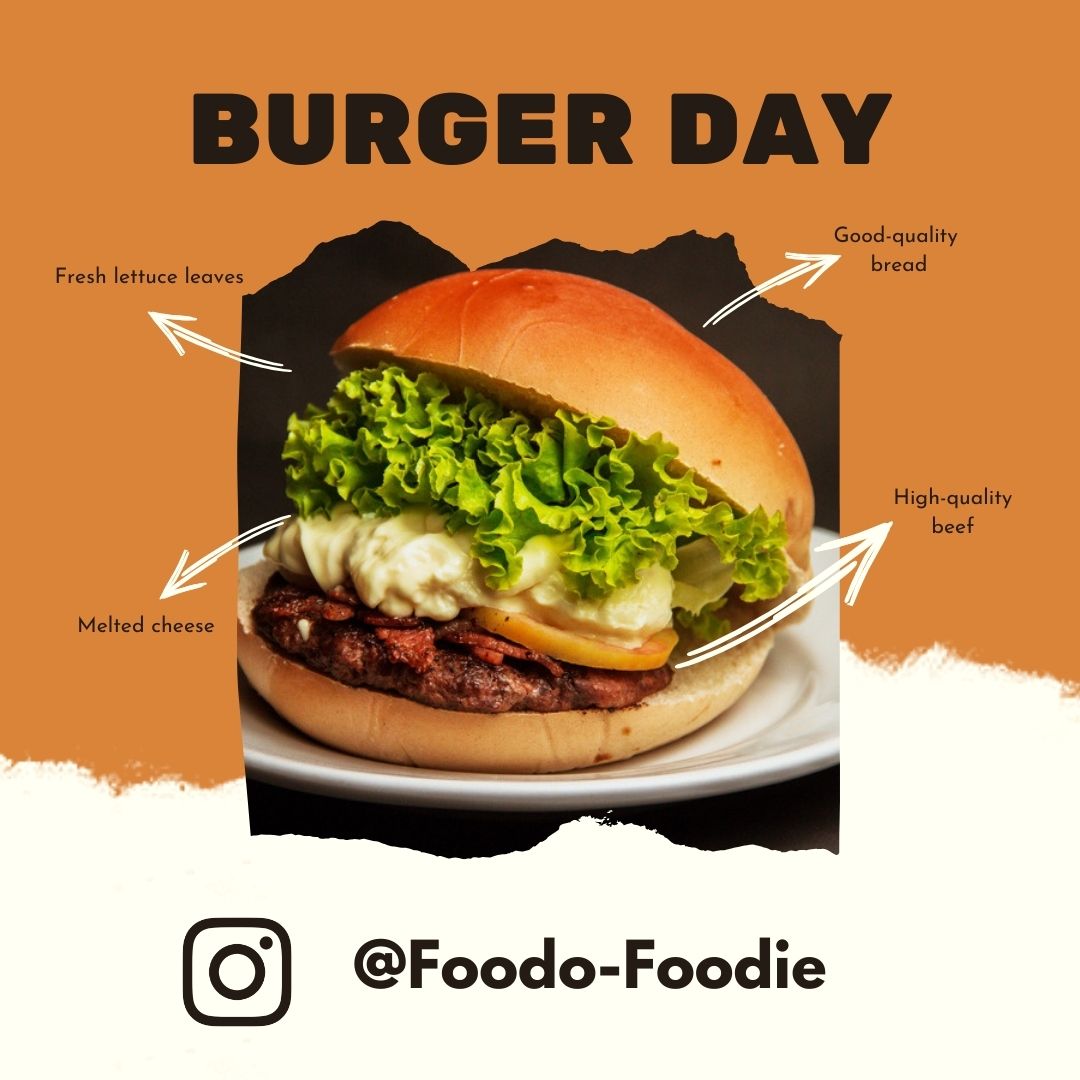 BURGER DAY
Good-quality
bread
Fresh lettuce leaves
High-quality
beef
Melted cheese
@Foodo-Foodie